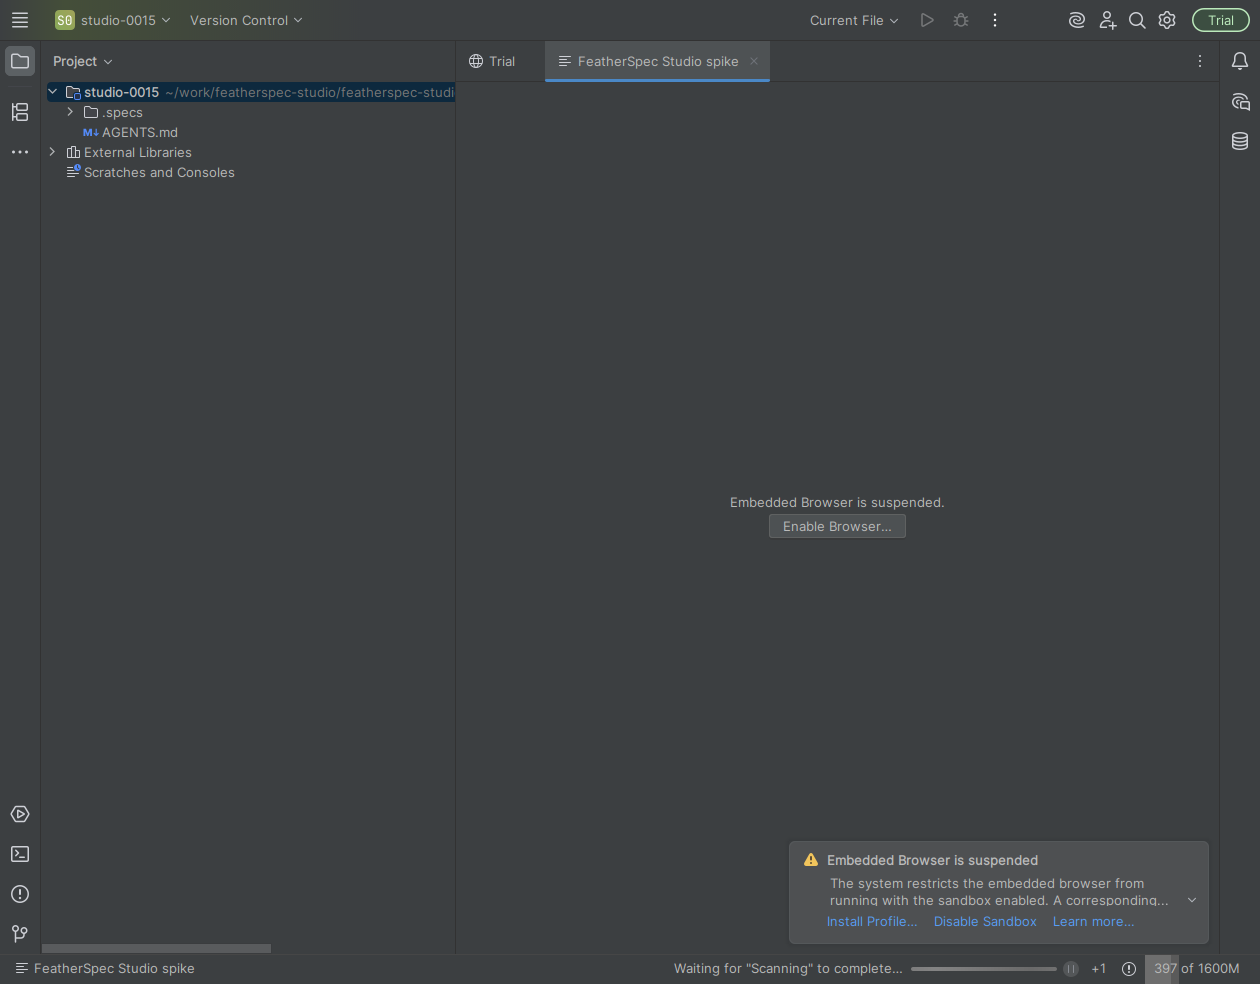 S0 studio-0015 Version Control Current File Trial
Project Trial FeatherSpec Studio spike
studio-0015 ~/work/featherspec-studio/featherspec-studi
.specs
M↓ AGENTS.md
External Libraries
Scratches and Consoles
Embedded Browser is suspended.
Enable Browser...
Embedded Browser is suspended
The system restricts the embedded browser from
running with the sandbox enabled. A corresponding...
Install Profile... Disable Sandbox Learn more...
FeatherSpec Studio spike Waiting for "Scanning" to complete... +1 397 of 1600M